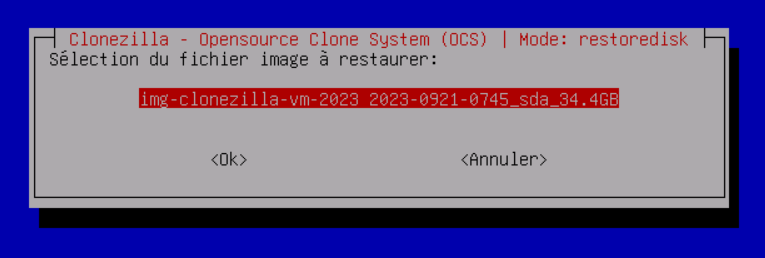 Clonezilla - Opensource Clone System (OCS) | Mode: restoredisk
Sélection du fichier image à restaurer:
img-clonezilla-vm-2023 2023-0921-0745_sda_34.4GB
<Ok> <Annuler>